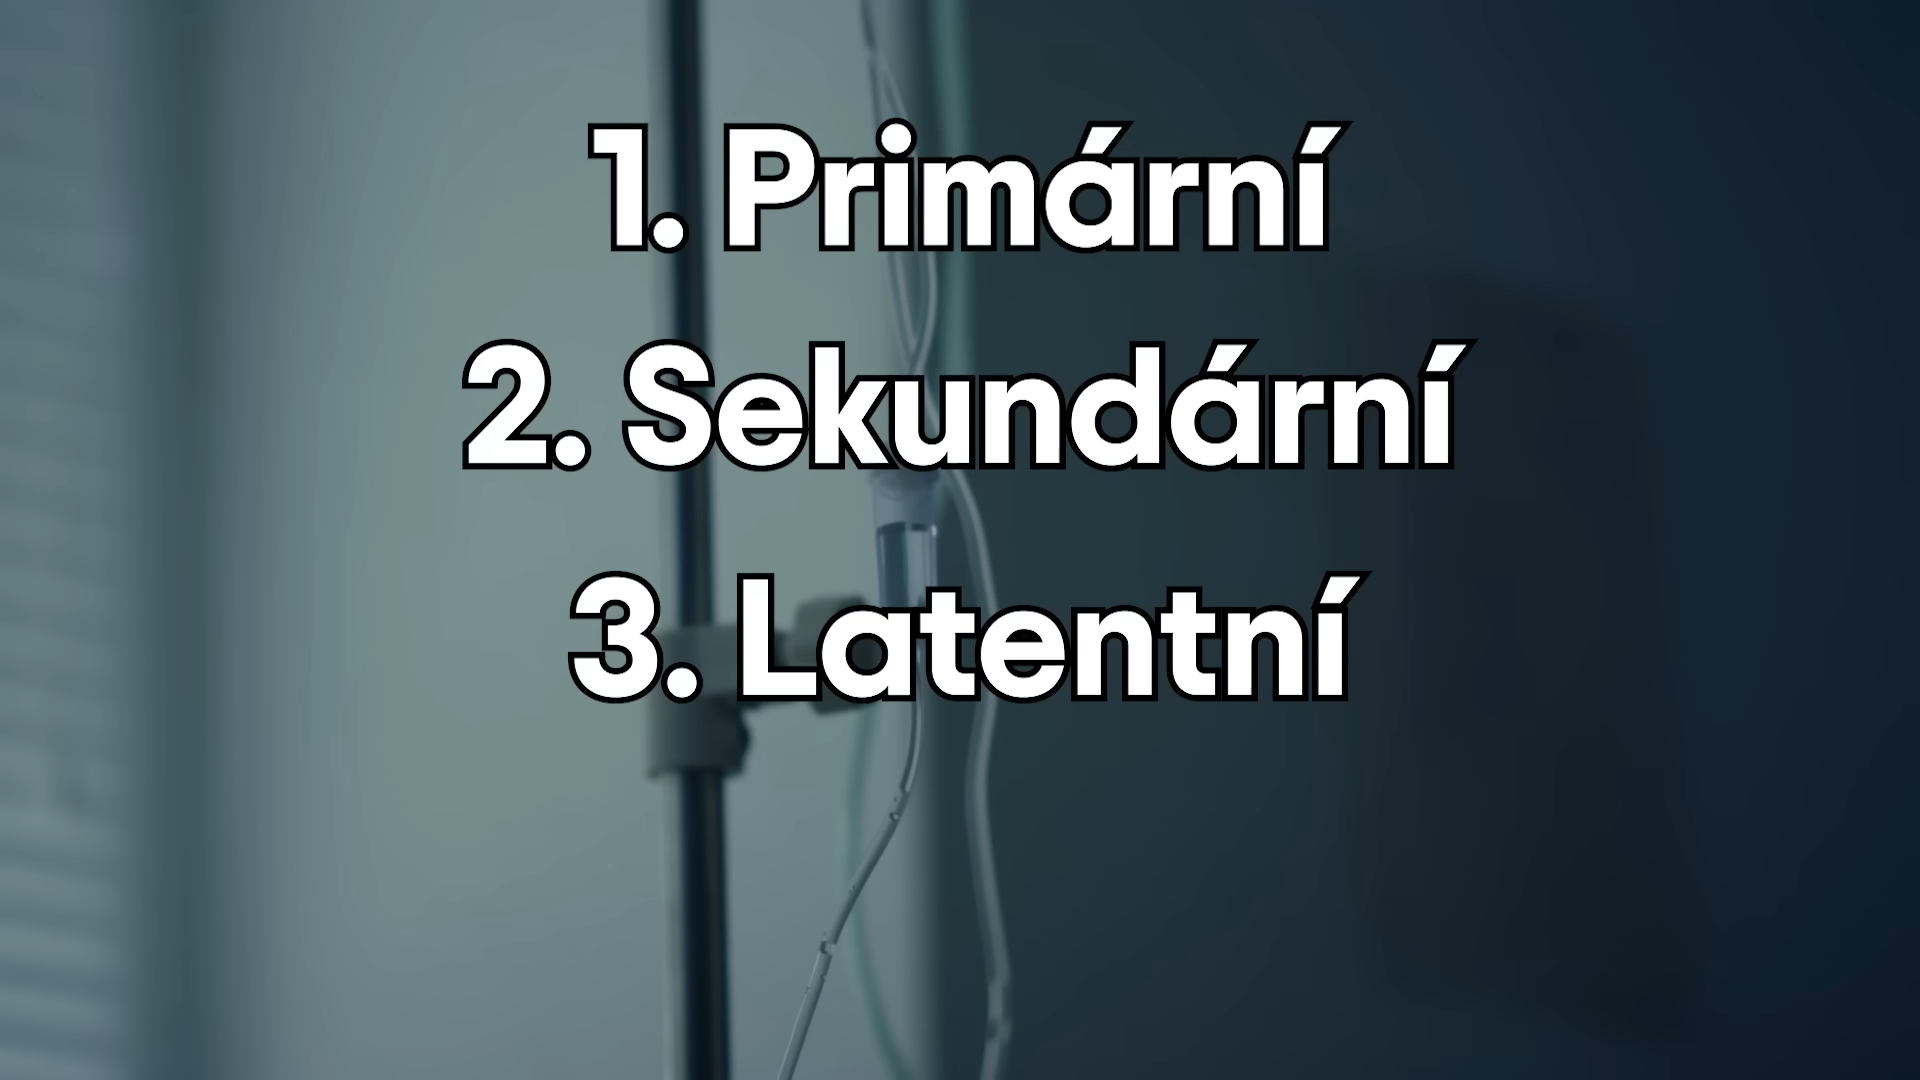 1. Primární
2. Sekundární
3. Latentní